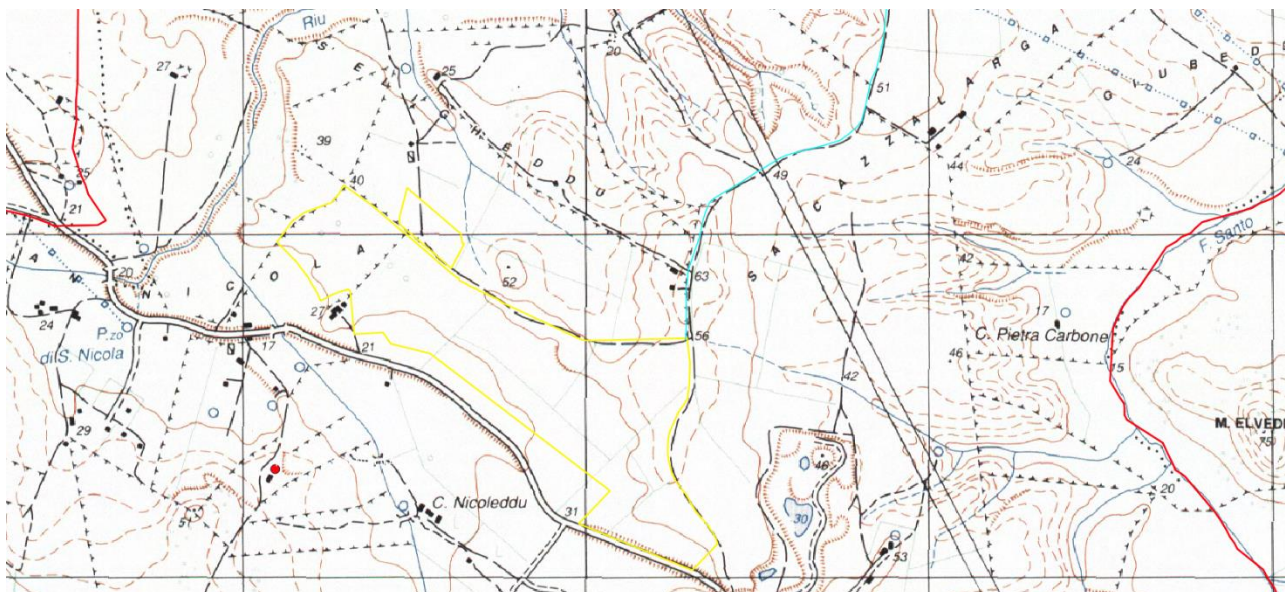 Riu
27
25
20
51
S E G H E D D U
39
S A R C A Z Z A L A R G A
G I U B E D
44
24
40
49
25
21
F. Santo
42
N I C O L A
63
52
20
27
17
24
P.zo
di S. Nicola
17
21
56
C. Pietra Carbone
46
15
42
29
M. ELVEDE
75
46
20
C. Nicoleddu
30
31
5
53